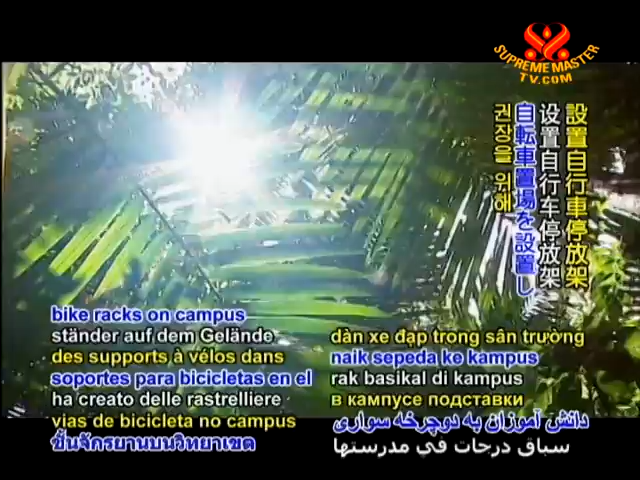 SUPREME MASTER
TV.COM
設置自行車停放架
设置自行车停放架
自転車置場を設置し
권장을 위해
bike racks on campus
ständer auf dem Gelände
des supports à vélos dans
soportes para bicicletas en el
ha creato delle rastrelliere
vias de bicicleta no campus
ขี่จักรยานบนวิทยาเขต
dàn xe đạp trong sân trường
naik sepeda ke kampus
rak basikal di kampus
в кампусе подставки
دانش آموزان به دوچرخه سواری
سباق درجات في مدرستها